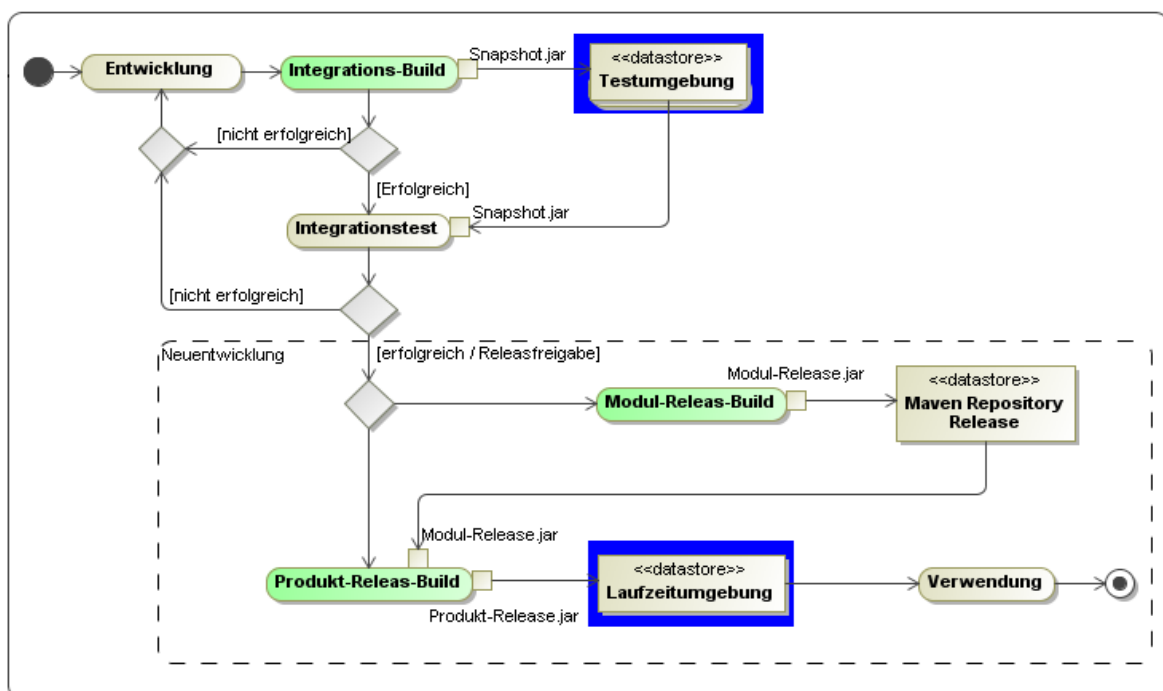 Snapshot.jar
<<datastore>>
Entwicklung
Integrations-Build
Testumgebung
[nicht erfolgreich]
[Erfolgreich]
Snapshot.jar
Integrationstest
[nicht erfolgreich]
Neuentwicklung
[erfolgreich / Releasfreigabe]
Modul-Release.jar
<<datastore>>
Modul-Releas-Build
Maven Repository
Release
Modul-Release.jar
<<datastore>>
Produkt-Releas-Build
Laufzeitumgebung
Verwendung
Produkt-Release.jar